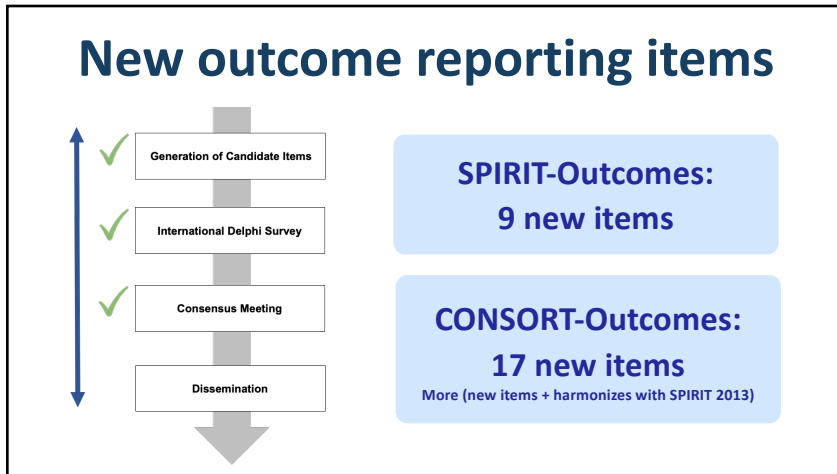 New outcome reporting items
Generation of Candidate Items
International Delphi Survey
Consensus Meeting
Dissemination
SPIRIT-Outcomes:
9 new items
CONSORT-Outcomes:
17 new items
More (new items + harmonizes with SPIRIT 2013)